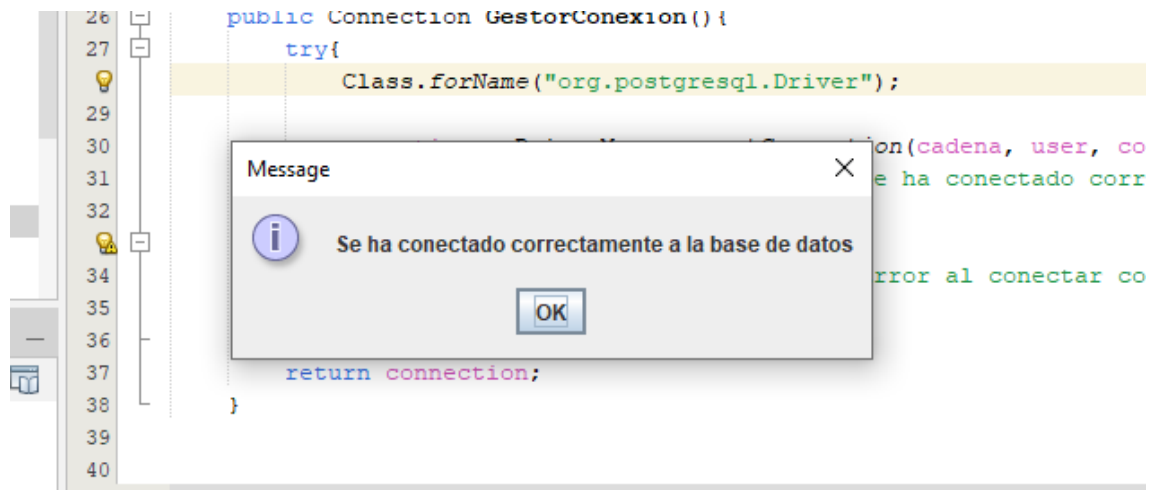 26 public Connection GestorConexion(){
27 try{
Class.forName("org.postgresql.Driver");
29
30 on(cadena, user, co
31 e ha conectado corr
32
34 rror al conectar co
35
36
37 return connection;
38 }
39
40
Message
Se ha conectado correctamente a la base de datos
OK